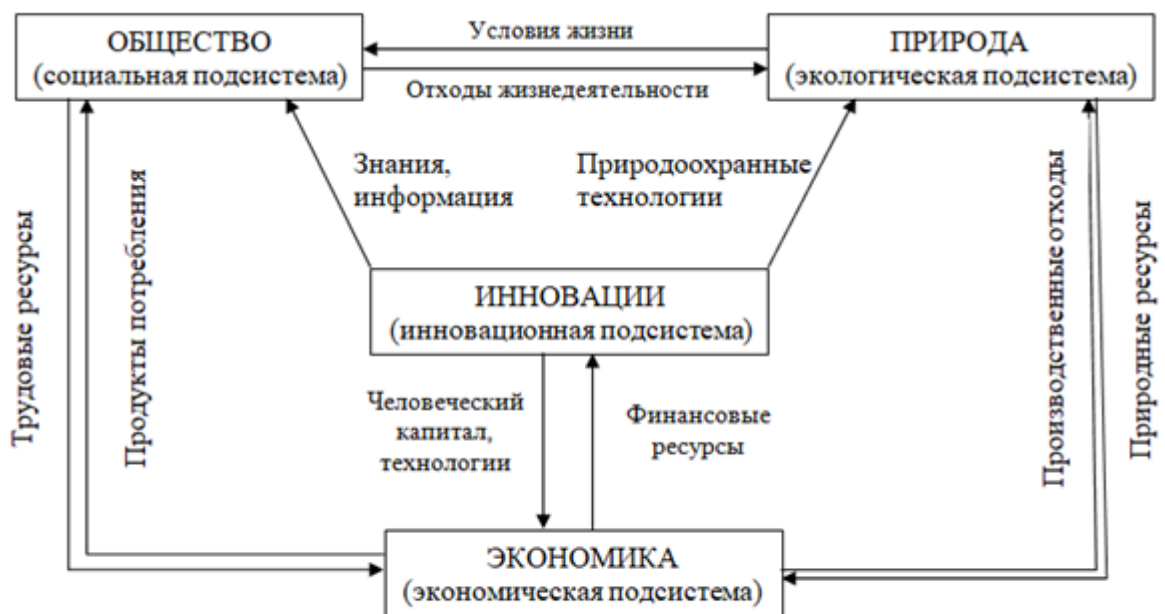 ОБЩЕСТВО
(социальная подсистема)
Условия жизни
Отходы жизнедеятельности
ПРИРОДА
(экологическая подсистема)
Знания,
информация
Природоохранные
технологии
Трудовые ресурсы
Продукты потребления
Производственные отходы
Природные ресурсы
ИННОВАЦИИ
(инновационная подсистема)
Человеческий
капитал,
технологии
Финансовые
ресурсы
ЭКОНОМИКА
(экономическая подсистема)